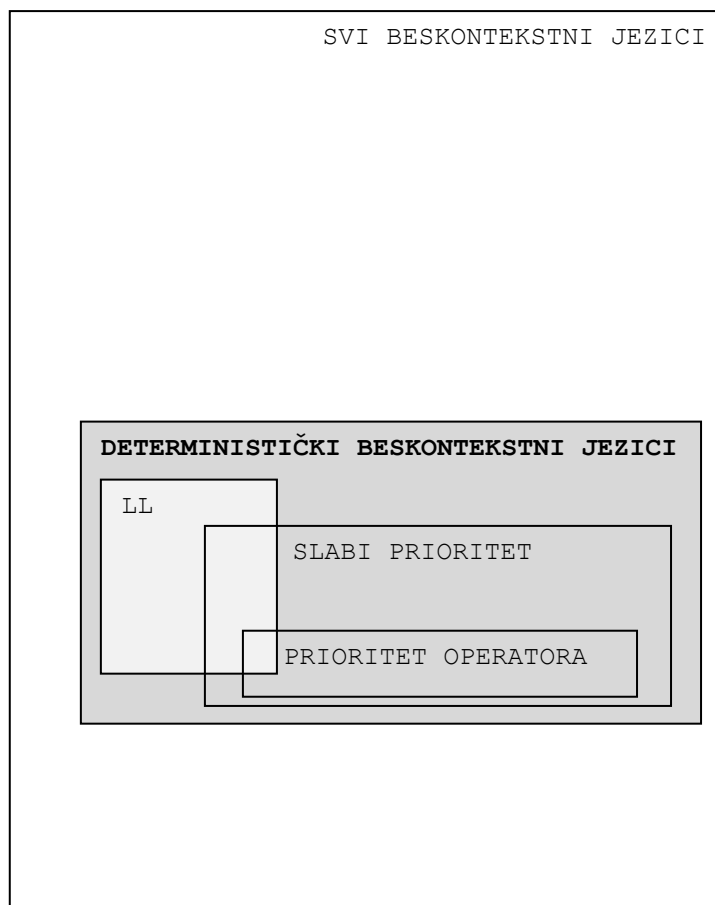 SVI BESKONTEKSTNI JEZICI
DETERMINISTIČKI BESKONTEKSTNI JEZICI
LL
SLABI PRIORITET
PRIORITET OPERATORA